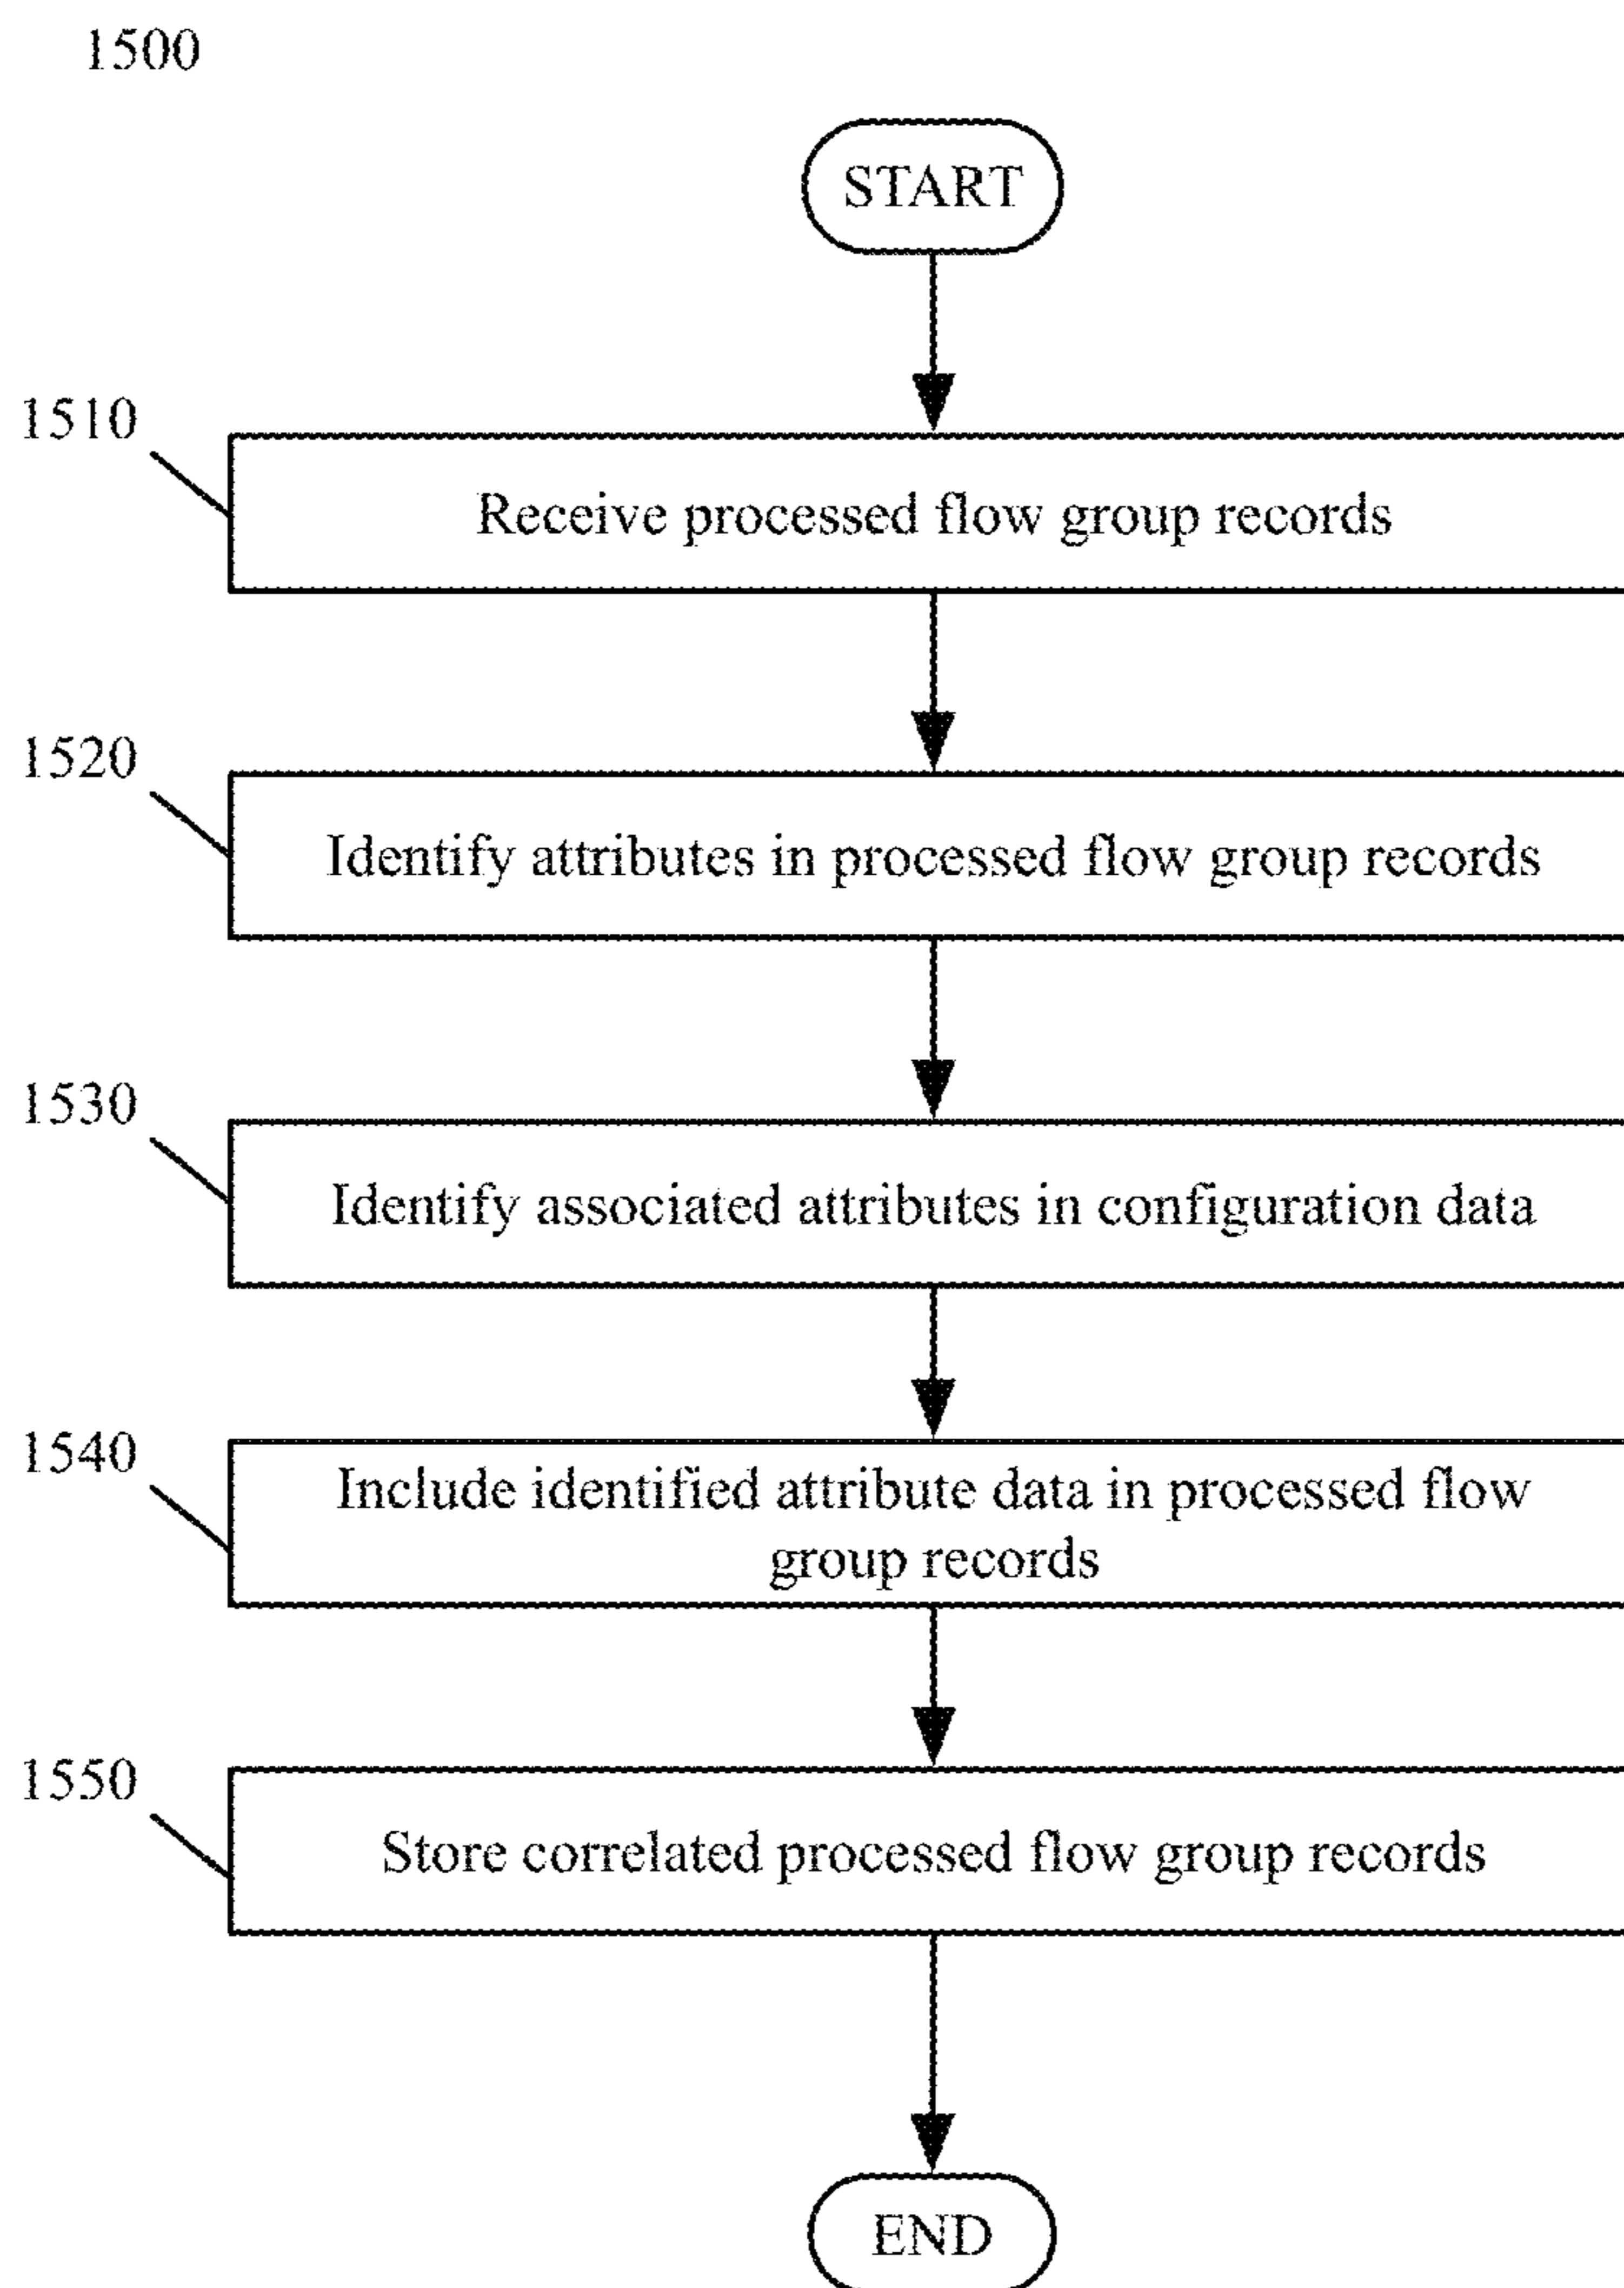 1500
START
1510
Receive processed flow group records
1520
Identify attributes in processed flow group records
1530
Identify associated attributes in configuration data
1540
Include identified attribute data in processed flow
group records
1550
Store correlated processed flow group records
END